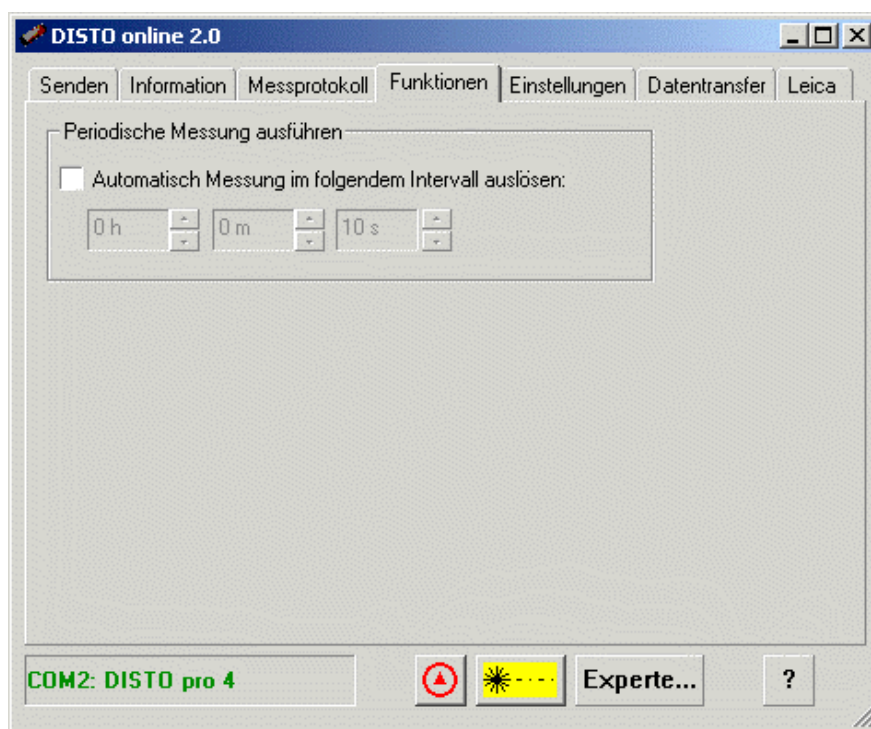 DISTO online 2.0
Senden Information Messprotokoll Funktionen Einstellungen Datentransfer Leica
Periodische Messung ausführen
Automatisch Messung im folgendem Intervall auslösen:
0 h 0 m 10 s
COM2: DISTO pro 4 Experte... ?